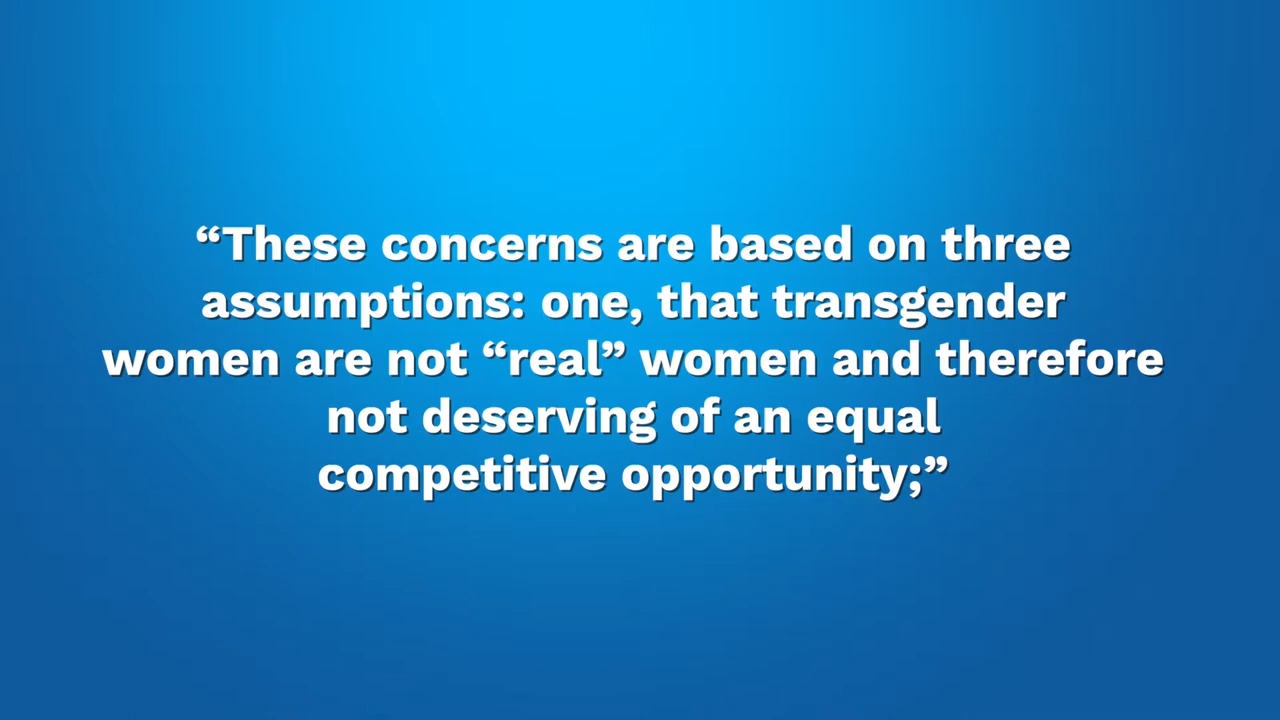 “These concerns are based on three
assumptions: one, that transgender
women are not “real” women and therefore
not deserving of an equal
competitive opportunity;”